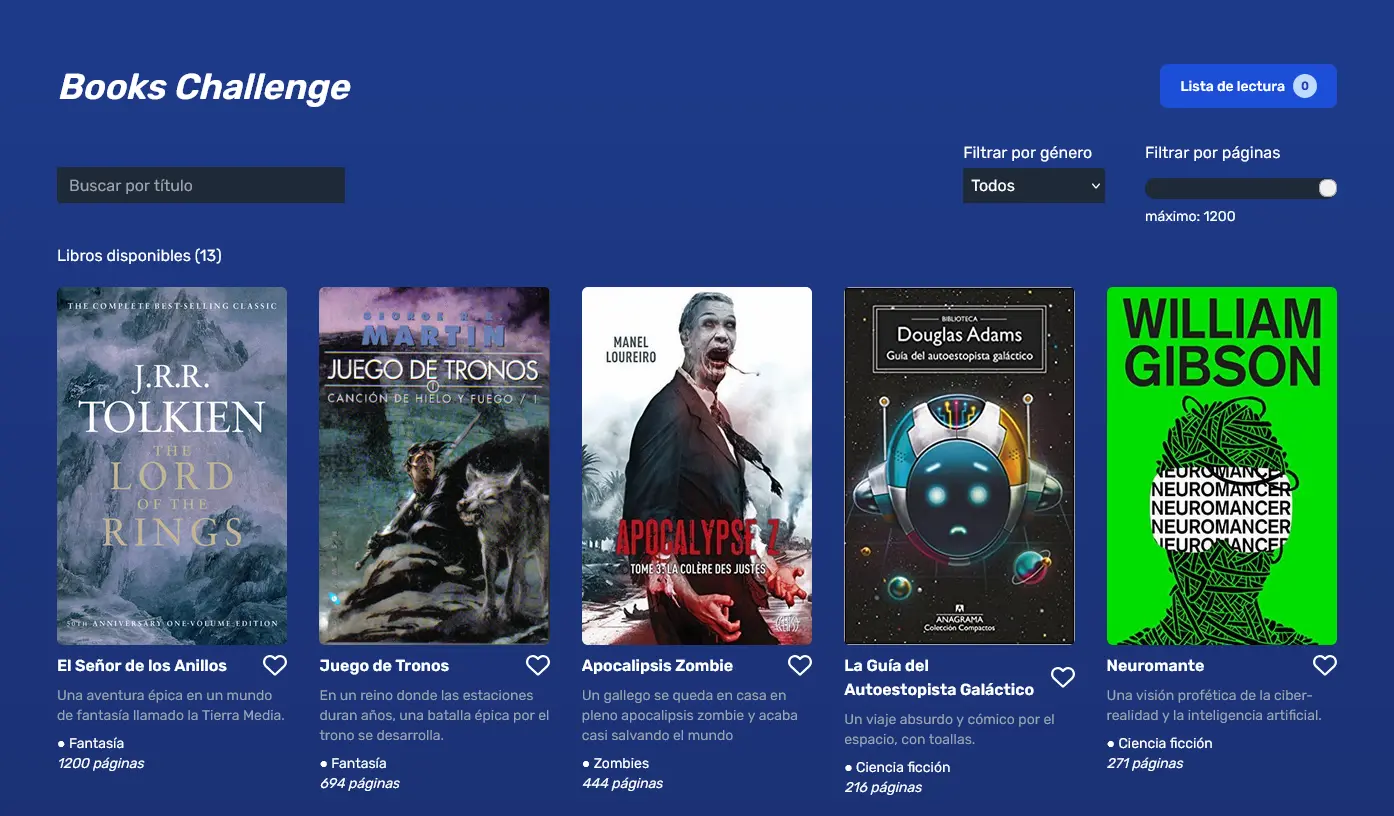 Books Challenge
Lista de lectura 0
Filtrar por género
Filtrar por páginas
Buscar por título
Todos
máximo: 1200
Libros disponibles (13)
THE COMPLETE BEST-SELLING CLASSIC
J.R.R.
TOLKIEN
THE
LORD
OF THE
RINGS
50TH ANNIVERSARY ONE-VOLUME EDITION
GEORGE R.R.
MARTIN
JUEGO DE TRONOS
CANCIÓN DE HIELO Y FUEGO / 1
MANEL
LOUREIRO
APOCALYPSE Z
TOME 3: LA COLÈRE DES JUSTES
BIBLIOTECA
Douglas Adams
Guía del autoestopista galáctico
ANAGRAMA
Colección Compactos
WILLIAM
GIBSON
NEUROMANCER
NEUROMANCER
NEUROMANCER
NEUROMANCER
NEUROMANCER
El Señor de los Anillos
Una aventura épica en un mundo
de fantasía llamado la Tierra Media.
● Fantasía
1200 páginas
Juego de Tronos
En un reino donde las estaciones
duran años, una batalla épica por el
trono se desarrolla.
● Fantasía
694 páginas
Apocalipsis Zombie
Un gallego se queda en casa en
pleno apocalipsis zombie y acaba
casi salvando el mundo
● Zombies
444 páginas
La Guía del
Autoestopista Galáctico
Un viaje absurdo y cómico por el
espacio, con toallas.
● Ciencia ficción
216 páginas
Neuromante
Una visión profética de la ciber-
realidad y la inteligencia artificial.
● Ciencia ficción
271 páginas